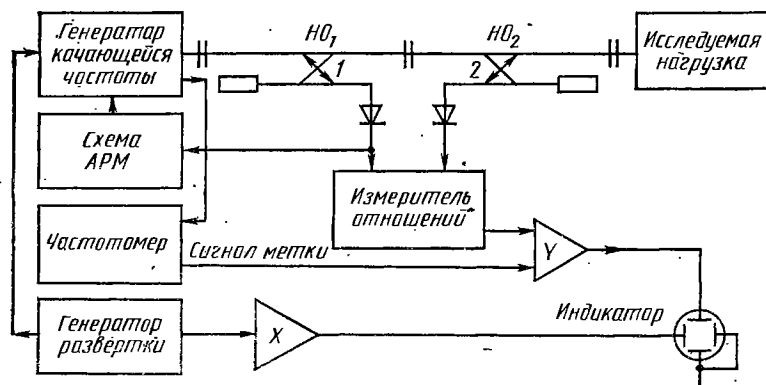 Генератор
качающейся
частоты
НО1
НО2
1
2
Исследуемая
нагрузка
Схема
АРМ
Измеритель
отношений
Частотомер
Сигнал метки
Y
Индикатор
Генератор
развертки
X